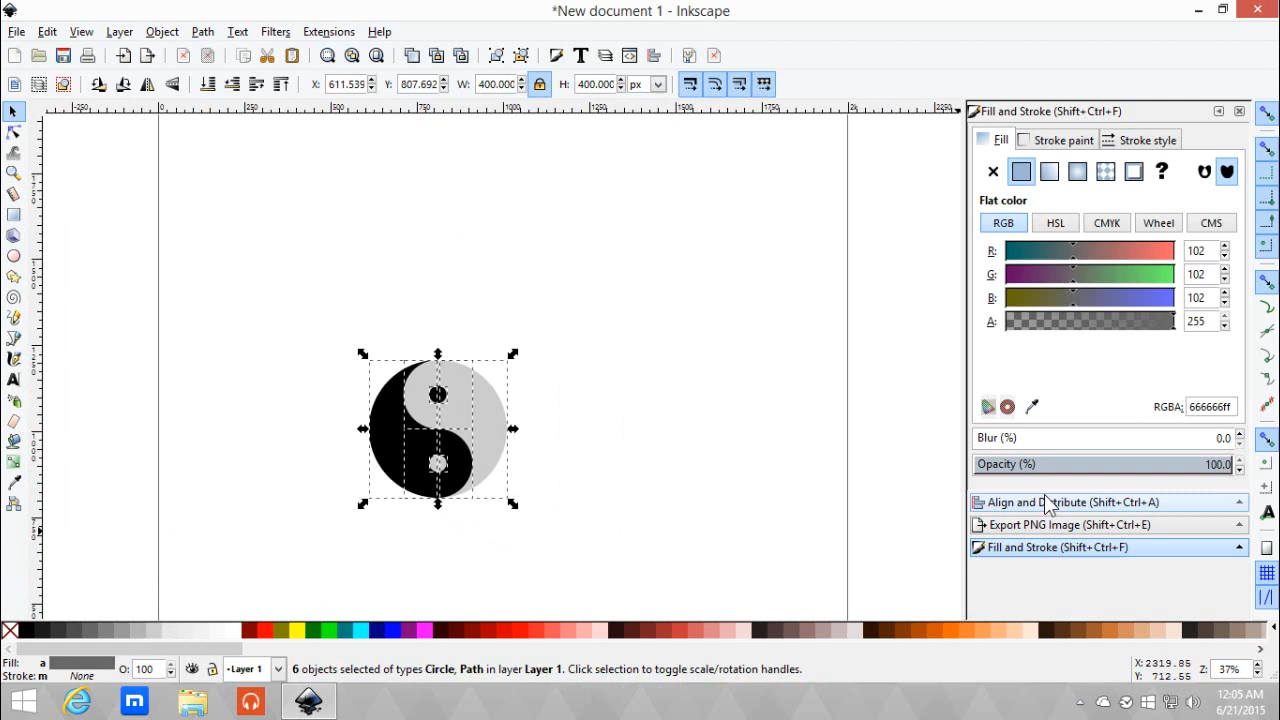 *New document 1 - Inkscape
File Edit View Layer Object Path Text Filters Extensions Help
X: 611.539 Y: 807.692 W: 400.000 H: 400.000 px
Fill and Stroke (Shift+Ctrl+F)
Fill Stroke paint Stroke style
Flat color
RGB HSL CMYK Wheel CMS
R: 102
G: 102
B: 102
A: 255
RGBA: 666666ff
Blur (%) 0.0
Opacity (%) 100.0
Align and Distribute (Shift+Ctrl+A)
Export PNG Image (Shift+Ctrl+E)
Fill and Stroke (Shift+Ctrl+F)
Fill: a O: 100 Layer 1 6 objects selected of types Circle, Path in layer Layer 1. Click selection to toggle scale/rotation handles. X: 2319.85 Z: 37%
Stroke: m None Y: 712.55
12:05 AM
6/21/2015